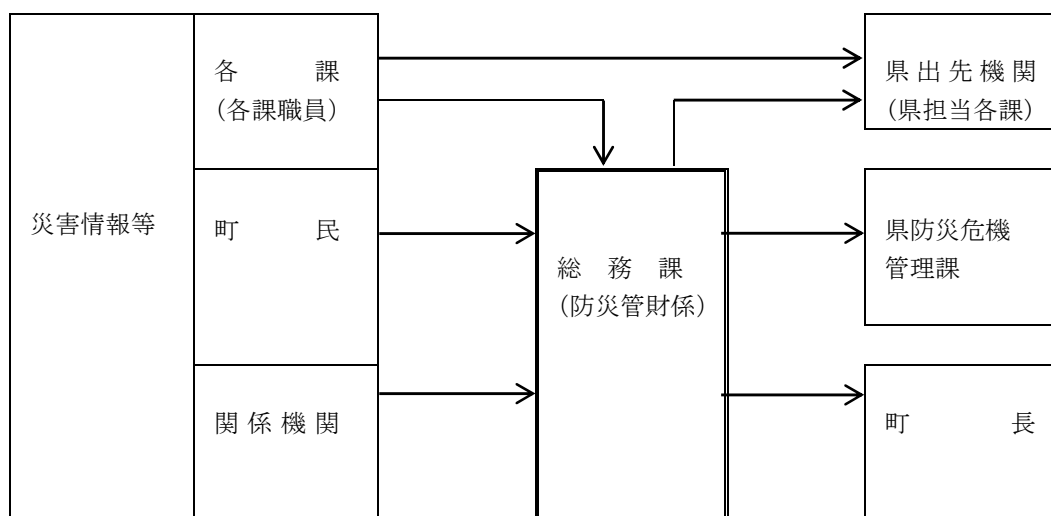 災害情報等
各　　課
(各課職員)
町　　民
関係機関
総　務　課
(防災管財係)
県出先機関
(県担当各課)
県防災危機
管理課
町　　長